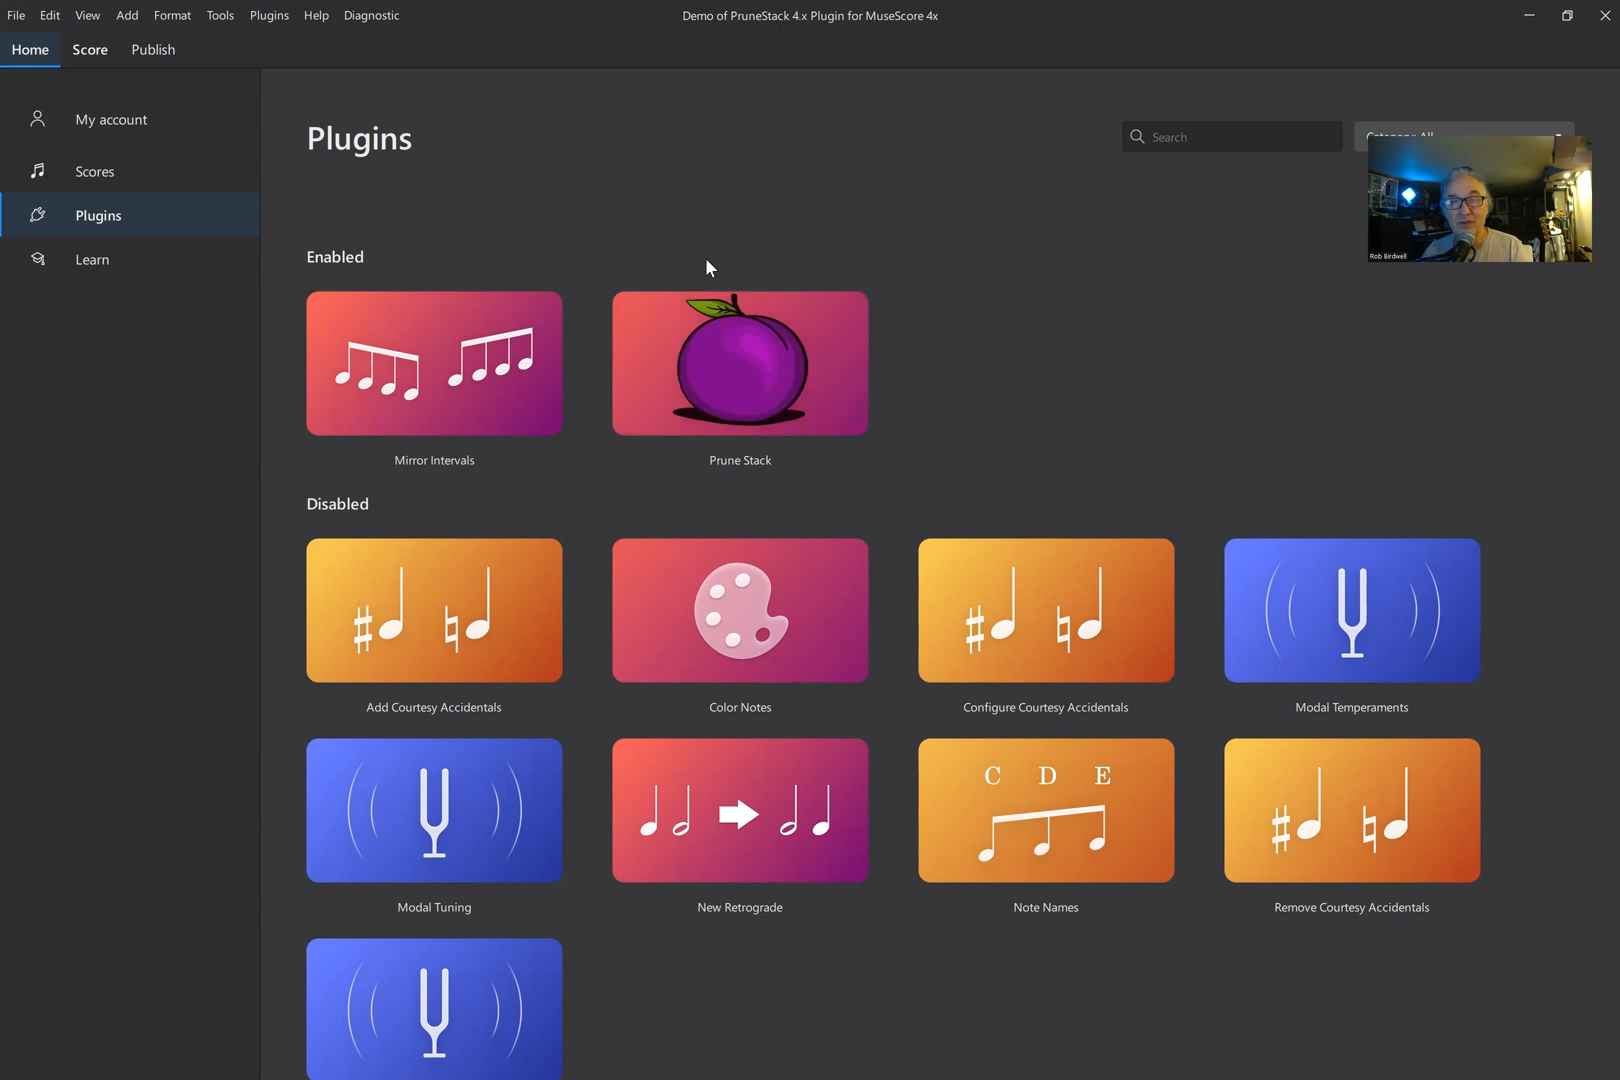 File Edit View Add Format Tools Plugins Help Diagnostic
Demo of PruneStack 4.x Plugin for MuseScore 4x
Home Score Publish
My account
Scores
Plugins
Learn
Plugins
Search
Category: All
Rob Birdwell
Enabled
Mirror Intervals
Prune Stack
Disabled
Add Courtesy Accidentals
Color Notes
Configure Courtesy Accidentals
Modal Temperaments
C D E
Modal Tuning
New Retrograde
Note Names
Remove Courtesy Accidentals